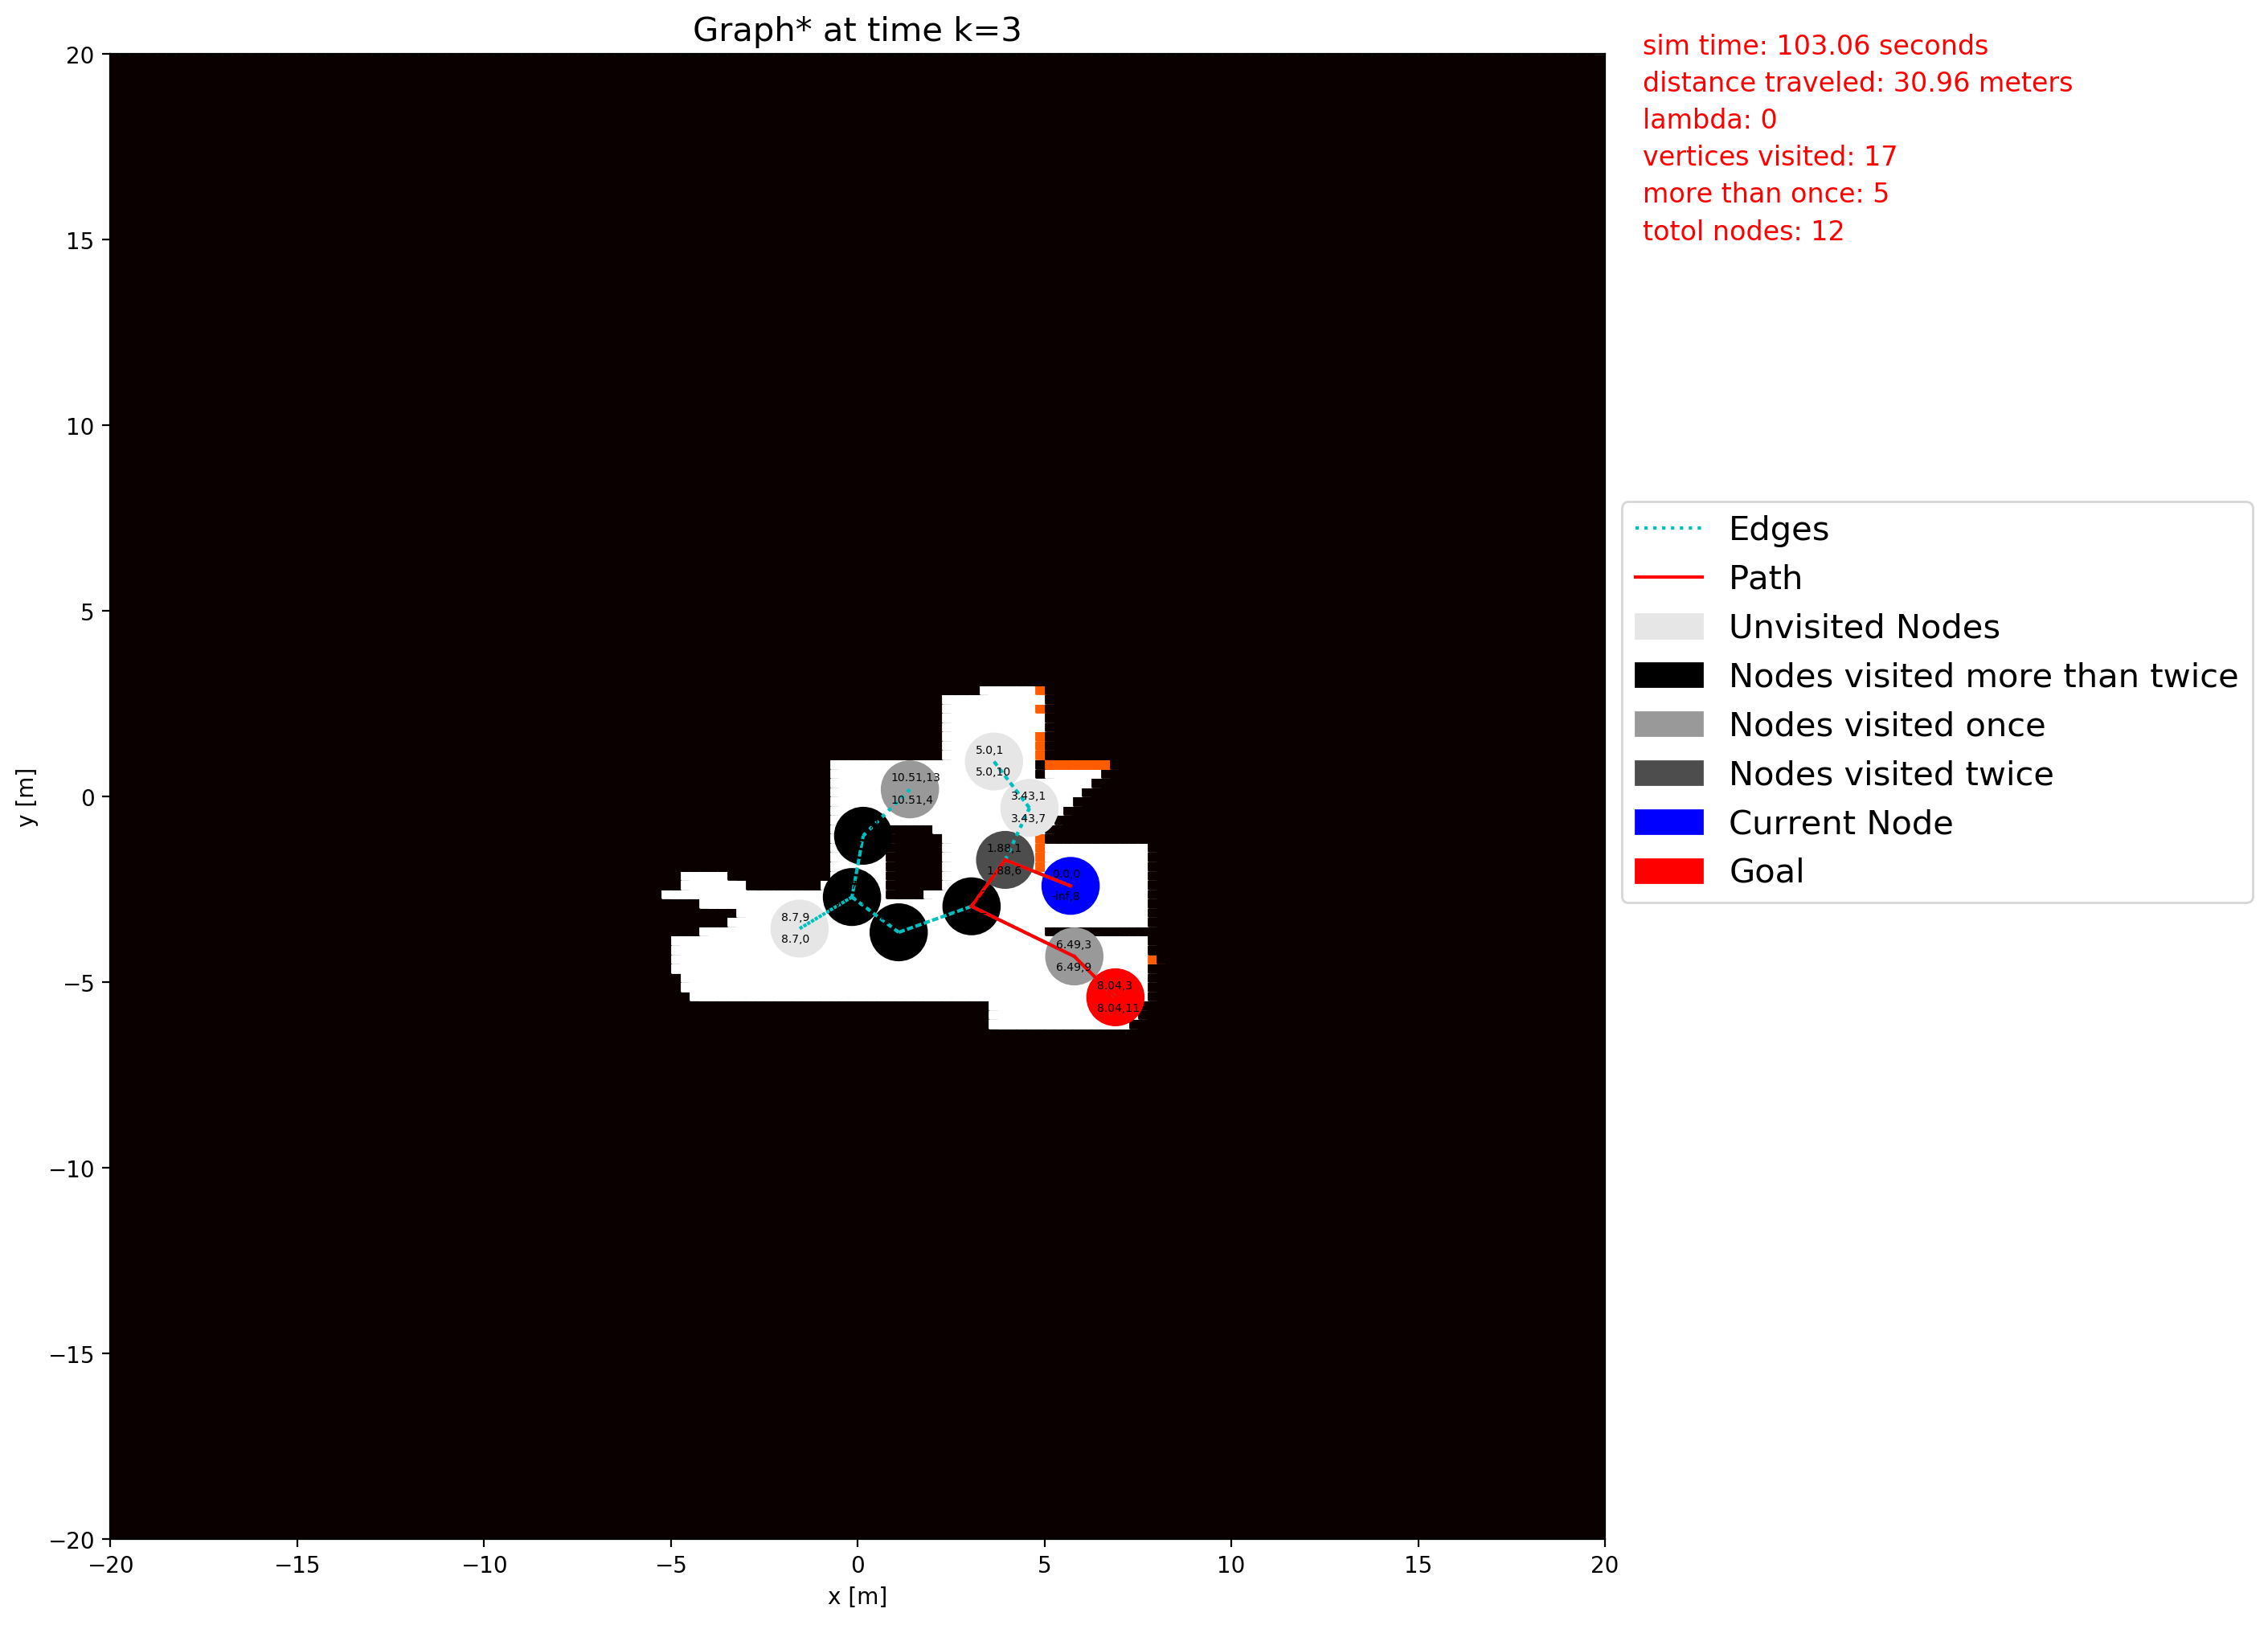 Graph* at time k=3
sim time: 103.06 seconds
distance traveled: 30.96 meters
lambda: 0
vertices visited: 17
more than once: 5
totol nodes: 12
20
15
10
5
0
−5
−10
−15
−20
y [m]
5.0,1
5.0,10
10.51,13
10.51,4
3.43,1
3.43,7
1.88,1
1.88,6
0.0,0
8.7,9
8.7,0
6.49,3
6.49,9
8.04,3
8.04,11
Edges
Path
Unvisited Nodes
Nodes visited more than twice
Nodes visited once
Nodes visited twice
Current Node
Goal
−20
−15
−10
−5
0
5
10
15
20
x [m]